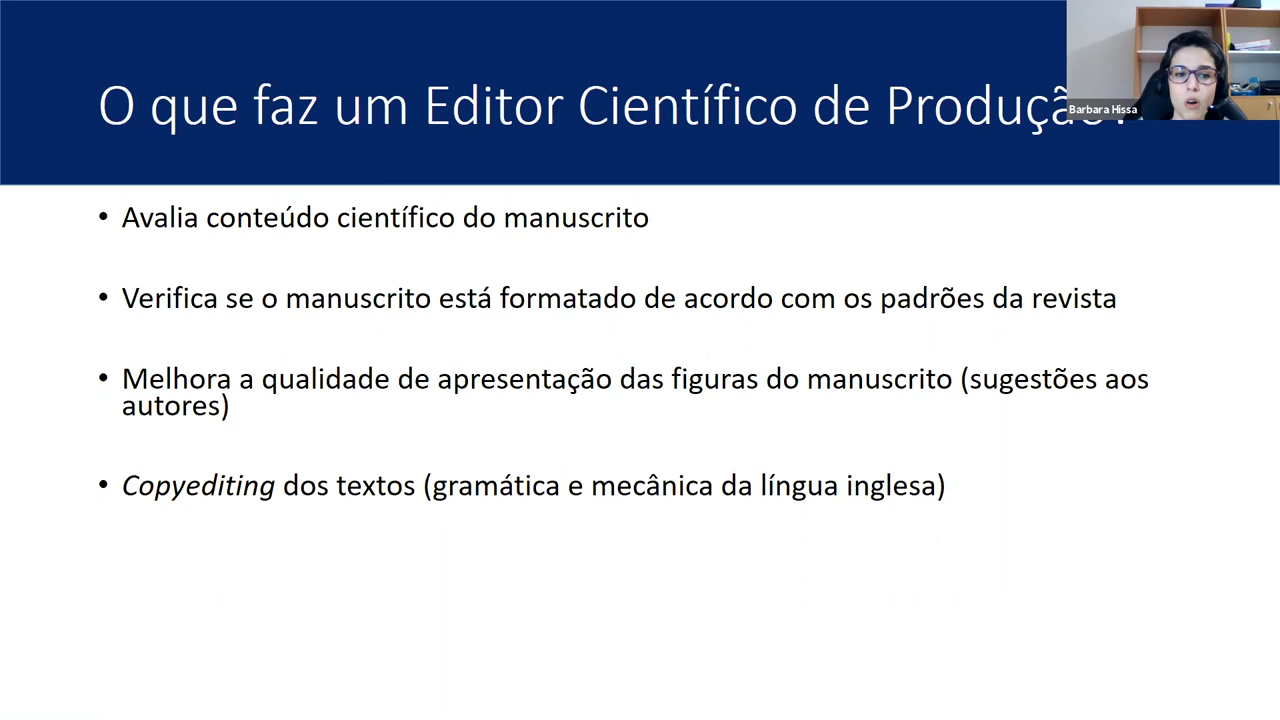 O que faz um Editor Científico de Produção?
Barbara Hissa
• Avalia conteúdo científico do manuscrito
• Verifica se o manuscrito está formatado de acordo com os padrões da revista
• Melhora a qualidade de apresentação das figuras do manuscrito (sugestões aos
autores)
• Copyediting dos textos (gramática e mecânica da língua inglesa)